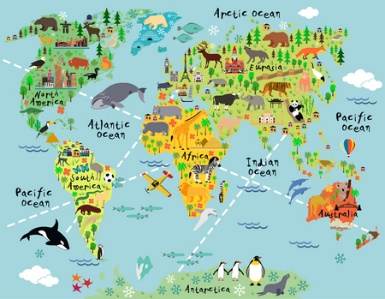 Arctic Ocean
North
America
Eurasia
Atlantic
Ocean
Pacific
Ocean
Africa
Indian
Ocean
South
America
Pacific
Ocean
Australia
Antarctica